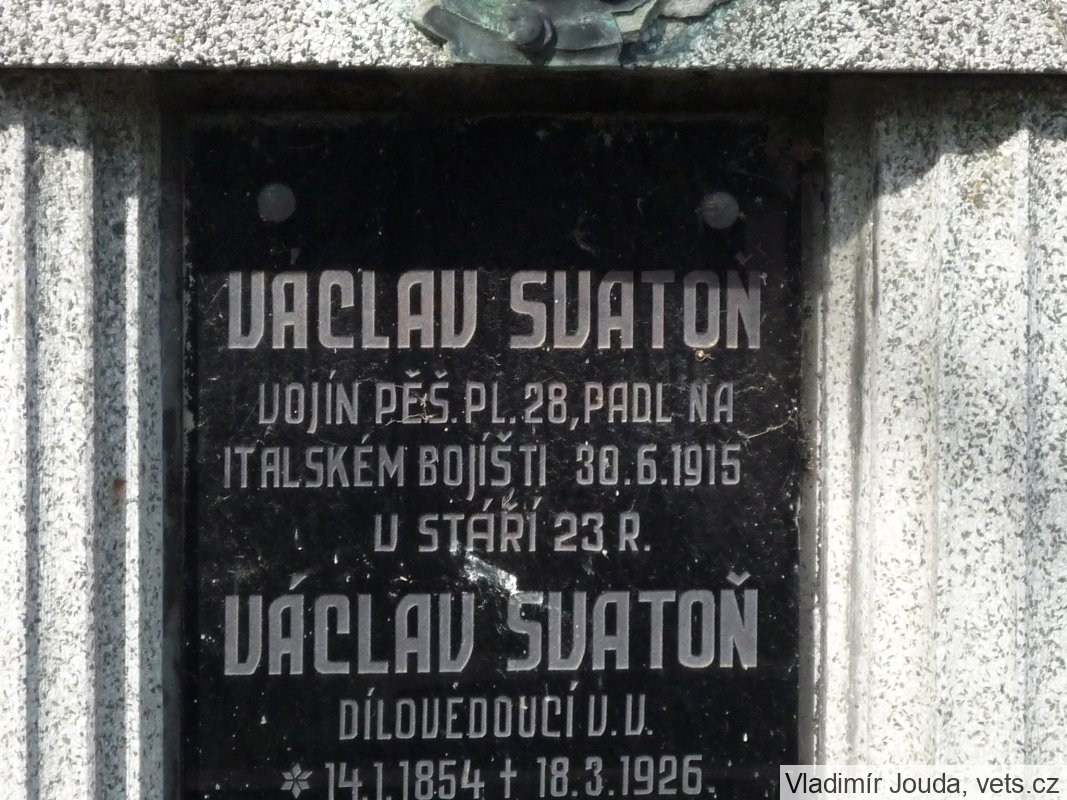 VÁCLAV SVATOŇ
VOJÍN PĚŠ. PL. 28, PADL NA
ITALSKÉM BOJÍŠTI 30.6.1915
V STÁŘÍ 23 R.
VÁCLAV SVATOŇ
DÍLOVEDOUCÍ V. V.
* 14.1.1854 † 18.3.1926.
Vladimír Jouda, vets.cz